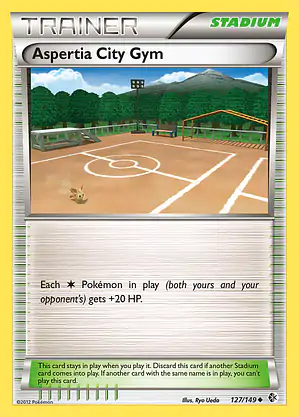 TRAINER
STADIUM
Aspertia City Gym
Each Pokémon in play (both yours and your
opponent's) gets +20 HP.
This card stays in play when you play it. Discard this card if another Stadium
card comes into play. If another card with the same name is in play, you can't
play this card.
©2012 Pokémon
Illus. Ryo Ueda
127/149